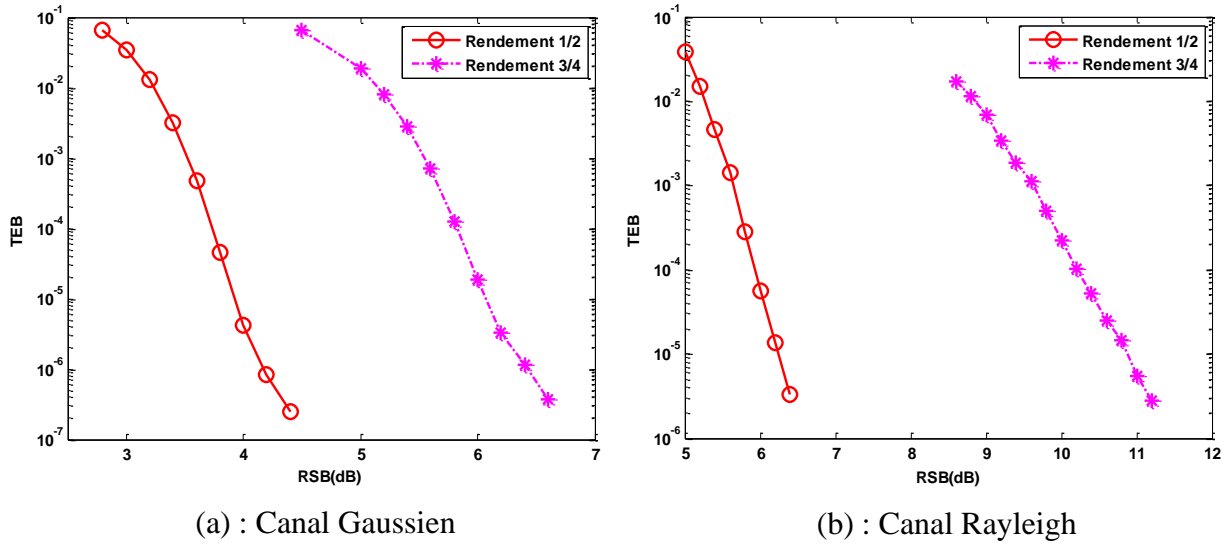 10^-1
10^-2
10^-3
10^-4
10^-5
10^-6
10^-7
TEB
3 4 5 6 7
RSB(dB)
Rendement 1/2
Rendement 3/4
(a) : Canal Gaussien
10^-1
10^-2
10^-3
10^-4
10^-5
10^-6
TEB
5 6 7 8 9 10 11 12
RSB(dB)
Rendement 1/2
Rendement 3/4
(b) : Canal Rayleigh